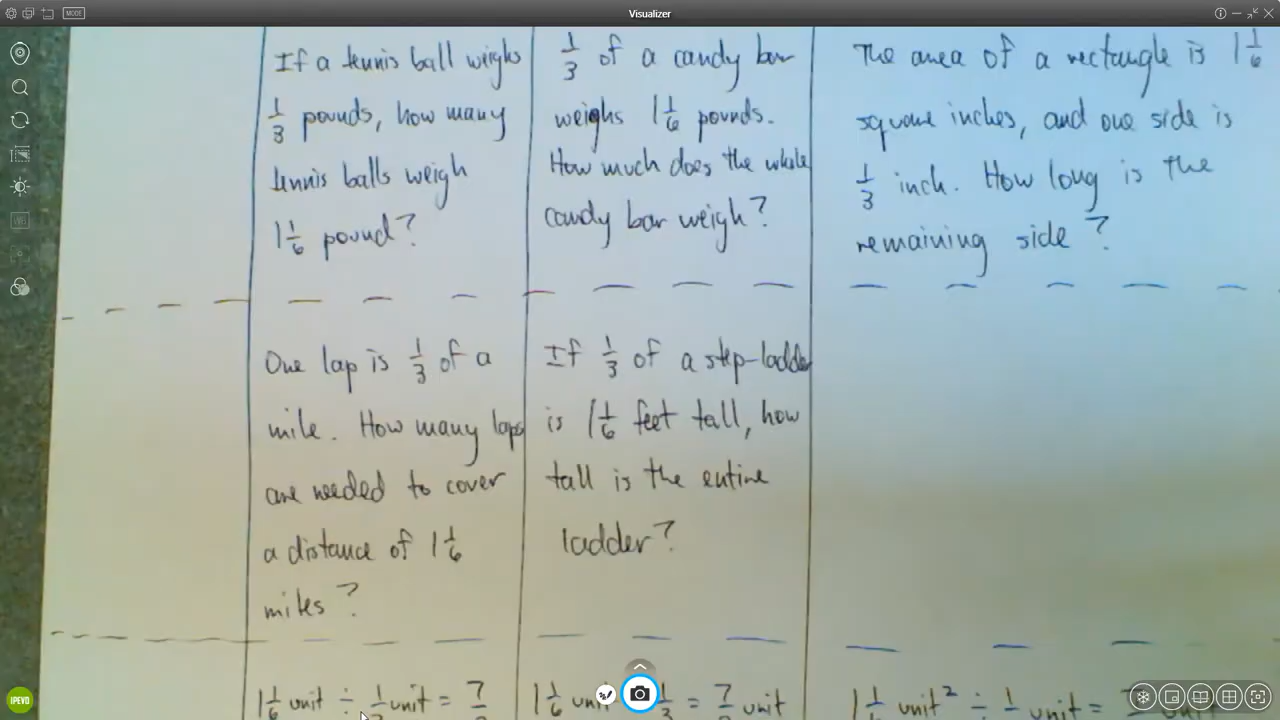 MODE
Visualizer
If a tennis ball weighs
1/3 pounds, how many
tennis balls weigh
1 1/6 pound?
1/3 of a candy bar
weighs 1 1/6 pounds.
How much does the whole
candy bar weigh?
The area of a rectangle is 1 1/6
square inches, and one side is
1/3 inch. How long is the
remaining side?
One lap is 1/3 of a
mile. How many laps
are needed to cover
a distance of 1 1/6
miles?
If 1/3 of a step-ladder
is 1 1/6 feet tall, how
tall is the entire
ladder?
1 1/6 unit ÷ 1/3 unit = 7/2
1 1/6 1/3 = 7/2 unit
1 1/6 unit² ÷ 1 unit =
IPEVO